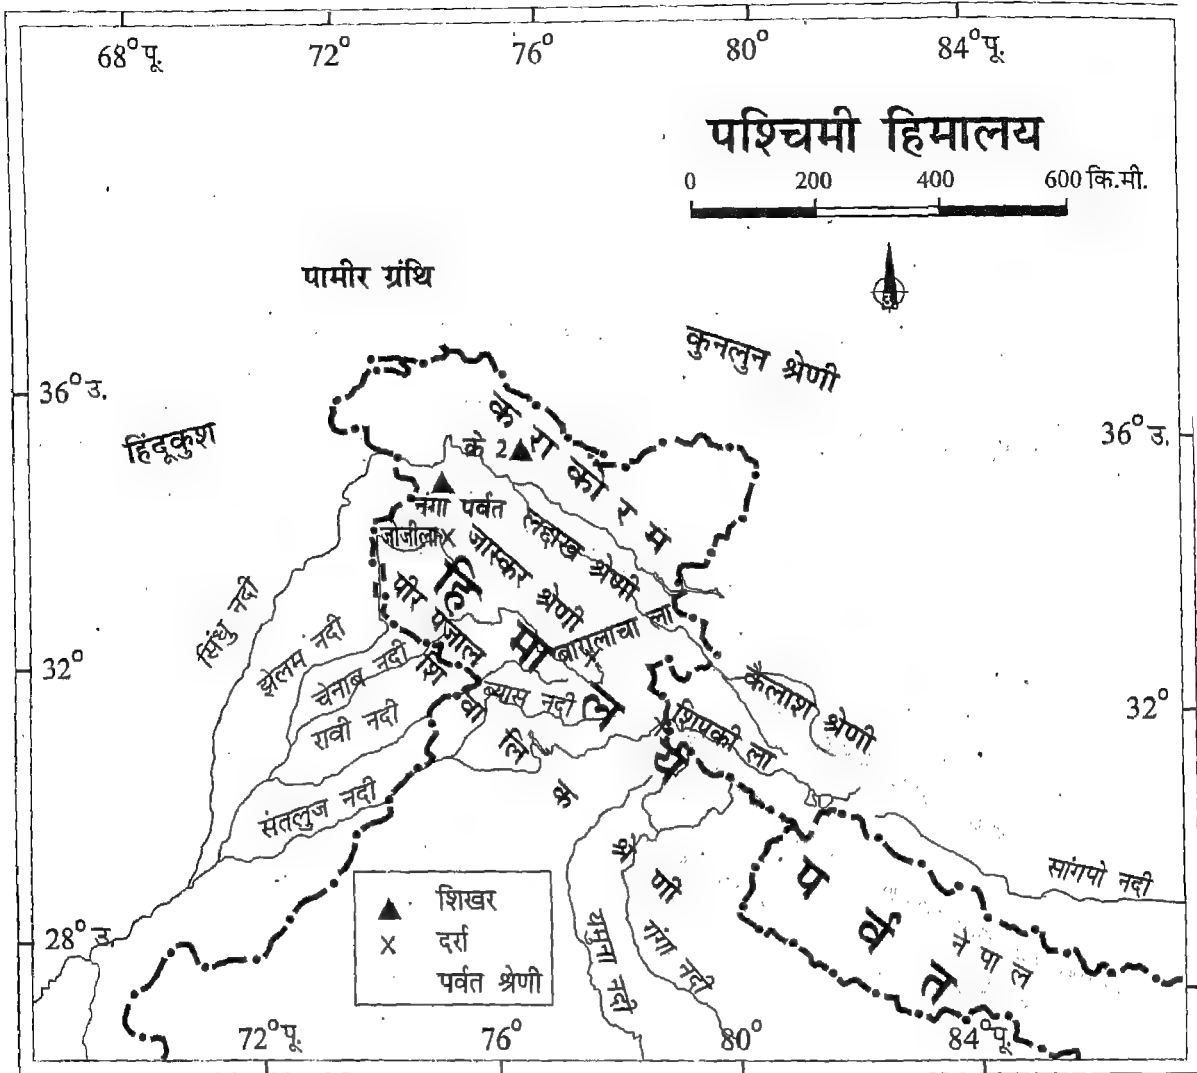 68°पू.
72°
76°
80°
84°पू.
पश्चिमी हिमालय
0 200 400 600 कि.मी.
पामीर ग्रंथि
कुनलुन श्रेणी
36°उ.
36°उ.
हिंदूकुश
काराकोरम
के 2
नंगा पर्वत
लद्दाख श्रेणी
जोजीला
जास्कर श्रेणी
पीर पंजाल
हिमालय पर्वत
बारालाचा ला
सिंधु नदी
झेलम नदी
चेनाब नदी
रावी नदी
ब्यास नदी
संतलुज नदी
32°
32°
शिवालिक श्रेणी
कैलाश श्रेणी
शिपकी ला
सांगपो नदी
नेपाल
यमुना नदी
गंगा नदी
शिखर
दर्रा
पर्वत श्रेणी
28°उ.
72°पू.
76°
80°
84°पू.